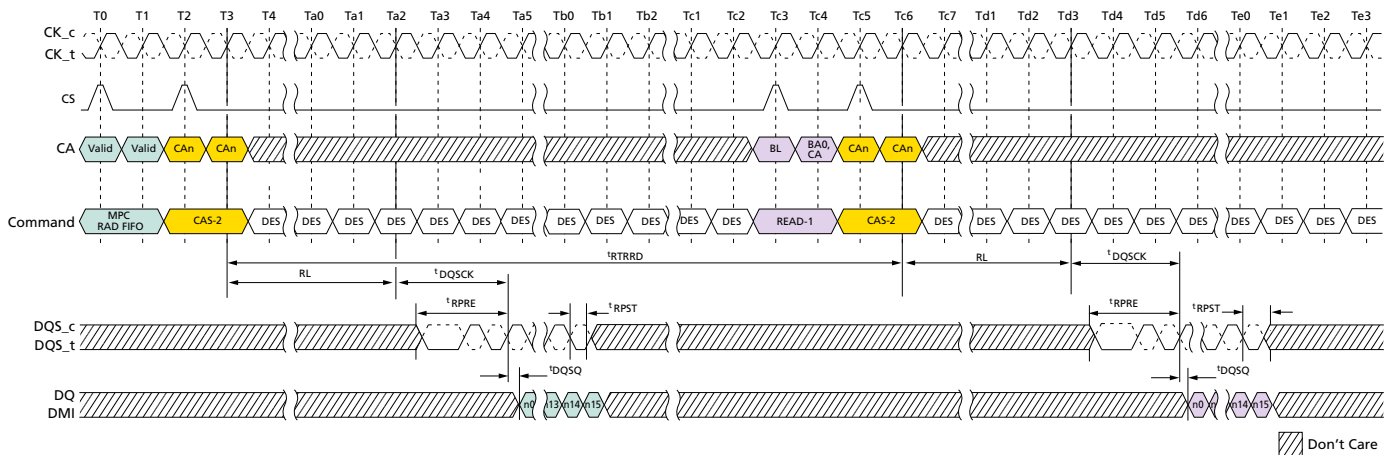 T0 T1 T2 T3 T4 Ta0 Ta1 Ta2 Ta3 Ta4 Ta5 Tb0 Tb1 Tb2 Tc1 Tc2 Tc3 Tc4 Tc5 Tc6 Tc7 Td1 Td2 Td3 Td4 Td5 Td6 Te0 Te1 Te2 Te3
CK_c
CK_t
CS
CA Valid Valid CAn CAn BL BA0, CA CAn CAn
Command MPC RAD FIFO CAS-2 DES DES DES DES DES DES DES DES DES DES DES DES READ-1 CAS-2 DES DES DES DES DES DES DES DES DES DES DES
tRTRRD
RL tDQSCK RL tDQSCK
tRPRE tRPST tRPRE tRPST
DQS_c
DQS_t
tDQSQ tDQSQ
DQ
DMI
n0 n13 n14 n15 n0 n14 n15
Don't Care